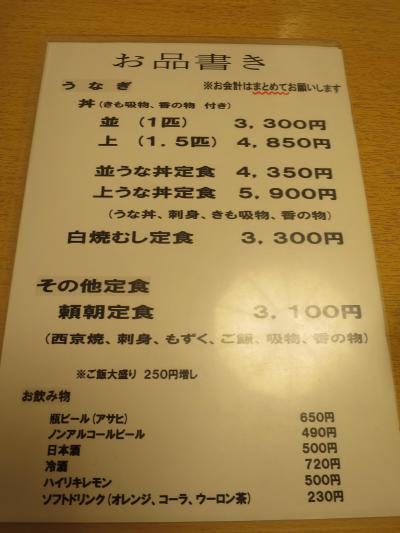 お品書き
うなぎ ※お会計はまとめてお願いします
丼(きも吸物、香の物 付き)
並 (1匹) 3,300円
上 (1.5匹) 4,850円
並うな丼定食 4,350円
上うな丼定食 5,900円
(うな丼、刺身、きも吸物、香の物)
白焼むし定食 3,300円
その他定食
頼朝定食 3,100円
(西京焼、刺身、もずく、ご飯、吸物、香の物)
※ご飯大盛り 250円増し
お飲み物
瓶ビール(アサヒ) 650円
ノンアルコールビール 490円
日本酒 500円
冷酒 720円
ハイリキレモン 500円
ソフトドリンク(オレンジ、コーラ、ウーロン茶) 230円